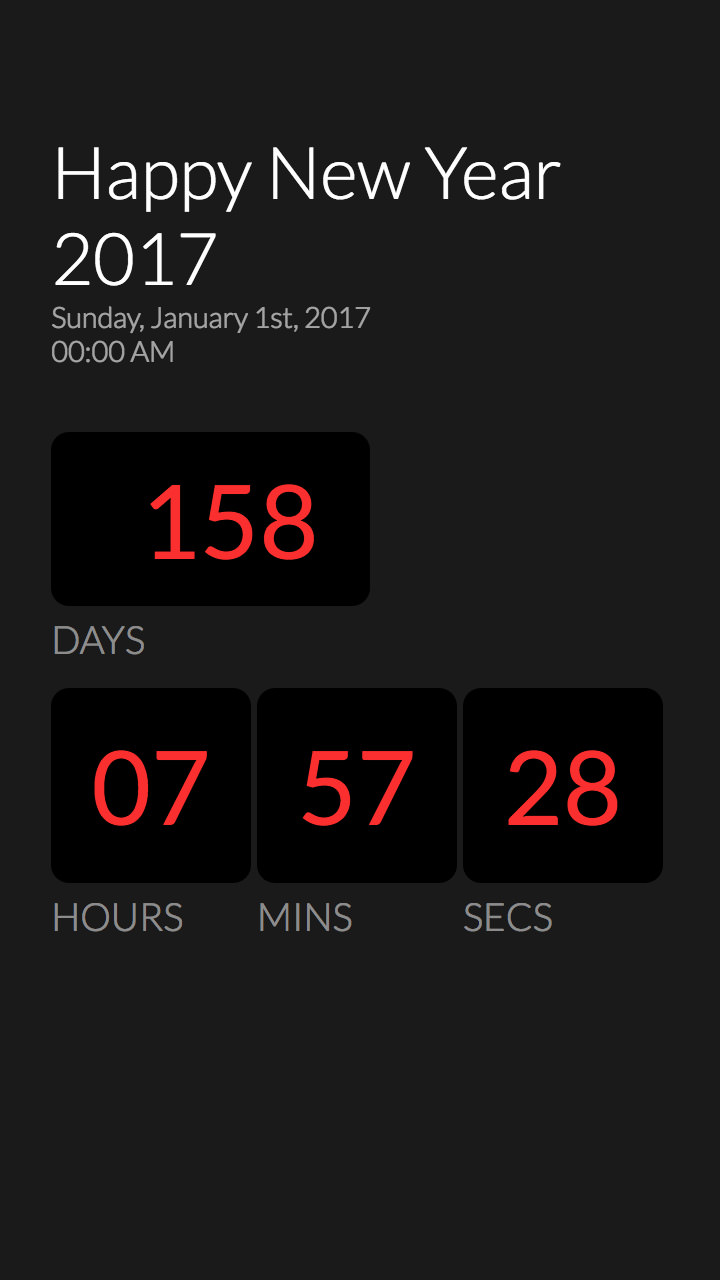 Happy New Year
2017
Sunday, January 1st, 2017
00:00 AM
158
DAYS
07 57 28
HOURS MINS SECS